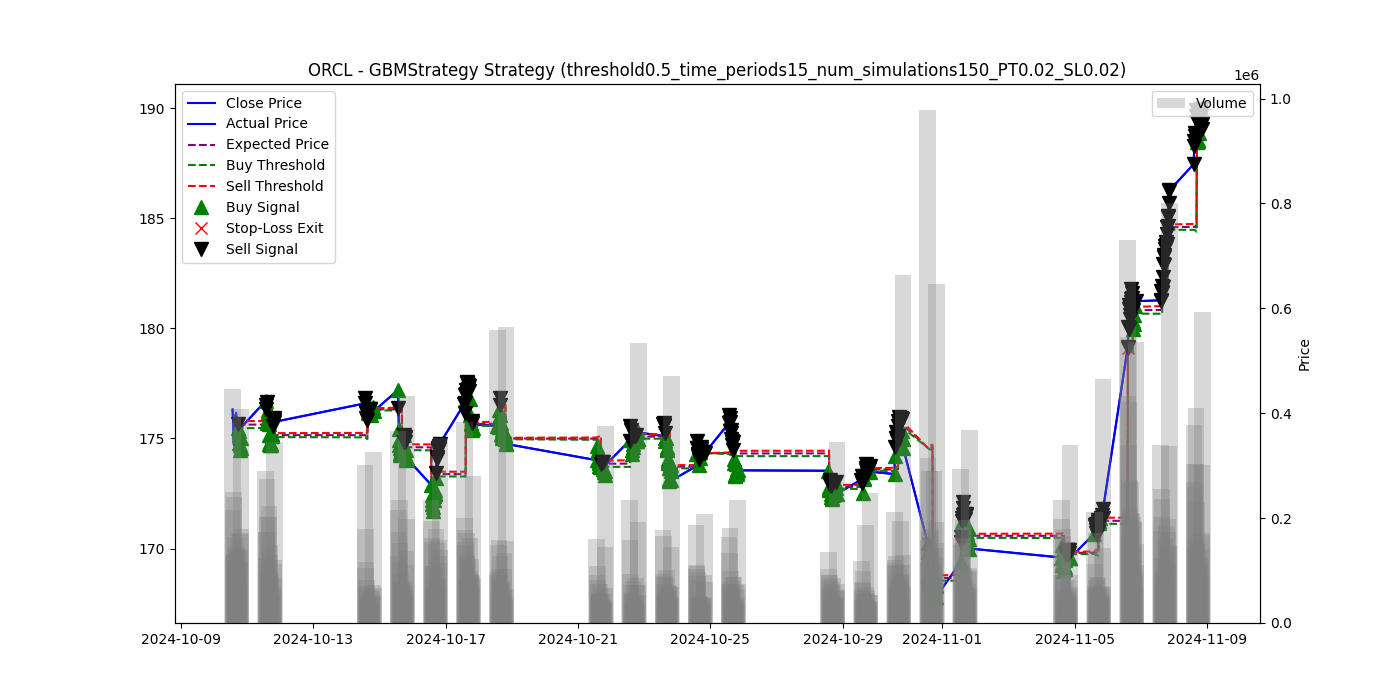 ORCL - GBMStrategy Strategy (threshold0.5_time_periods15_num_simulations150_PT0.02_SL0.02)
1e6
Close Price
Actual Price
Expected Price
Buy Threshold
Sell Threshold
Buy Signal
Stop-Loss Exit
Sell Signal
Volume
190
185
180
175
170
1.0
0.8
0.6
0.4
0.2
0.0
Price
2024-10-09
2024-10-13
2024-10-17
2024-10-21
2024-10-25
2024-10-29
2024-11-01
2024-11-05
2024-11-09